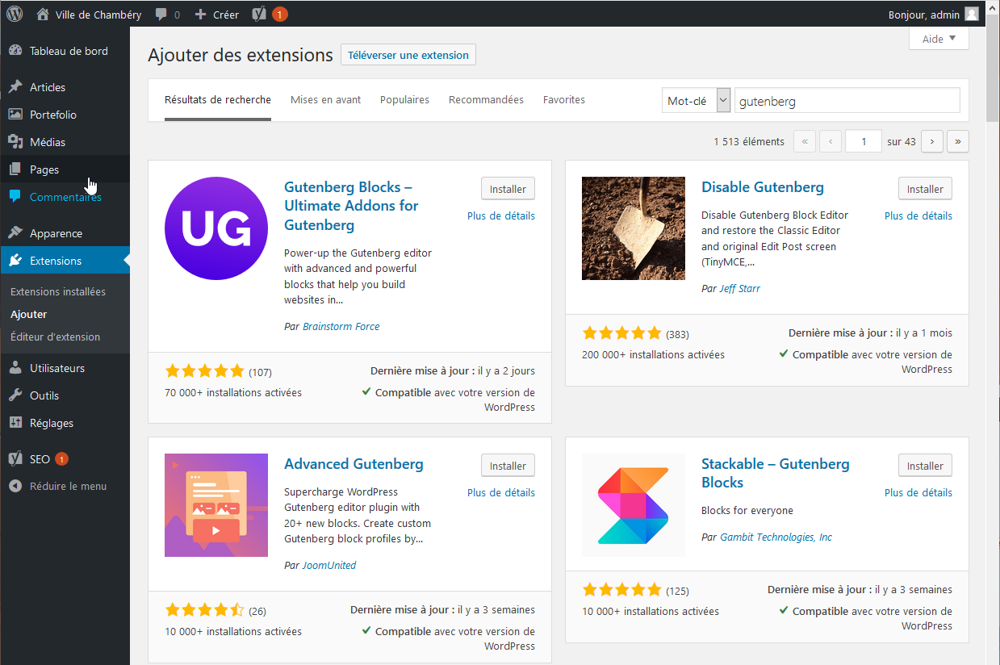 Ville de Chambéry
0
Créer
1
Bonjour, admin
Tableau de bord
Articles
Portefolio
Médias
Pages
Commentaires
Apparence
Extensions
Extensions installées
Ajouter
Éditeur d'extension
Utilisateurs
Outils
Réglages
SEO 1
Réduire le menu
Aide
Ajouter des extensions
Téléverser une extension
Résultats de recherche
Mises en avant
Populaires
Recommandées
Favorites
Mot-clé
gutenberg
1 513 éléments
«
‹
1
sur 43
›
»
UG
Gutenberg Blocks –
Ultimate Addons for
Gutenberg
Installer
Plus de détails
Power-up the Gutenberg editor
with advanced and powerful
blocks that help you build
websites in...
Par Brainstorm Force
(107)
70 000+ installations activées
Dernière mise à jour : il y a 2 jours
Compatible avec votre version de
WordPress
Disable Gutenberg
Installer
Plus de détails
Disable Gutenberg Block Editor
and restore the Classic Editor
and original Edit Post screen
(TinyMCE,...
Par Jeff Starr
(383)
200 000+ installations activées
Dernière mise à jour : il y a 1 mois
Compatible avec votre version de
WordPress
Advanced Gutenberg
Installer
Plus de détails
Supercharge WordPress
Gutenberg editor plugin with
20+ new blocks. Create custom
Gutenberg block profiles by...
Par JoomUnited
(26)
10 000+ installations activées
Dernière mise à jour : il y a 3 semaines
Compatible avec votre version de
WordPress
Stackable – Gutenberg
Blocks
Installer
Plus de détails
Blocks for everyone
Par Gambit Technologies, Inc
(125)
10 000+ installations activées
Dernière mise à jour : il y a 3 semaines
Compatible avec votre version de
WordPress